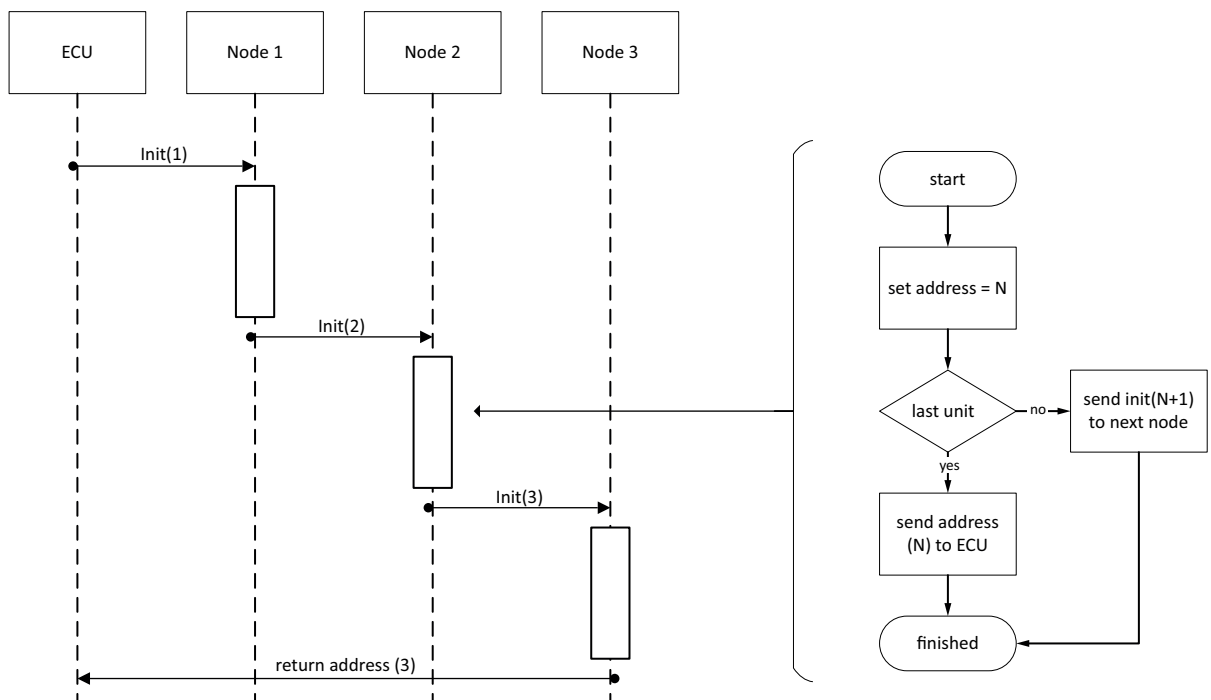 ECU
Node 1
Node 2
Node 3
Init(1)
Init(2)
Init(3)
return address (3)
start
set address = N
last unit
no
send init(N+1)
to next node
yes
send address
(N) to ECU
finished